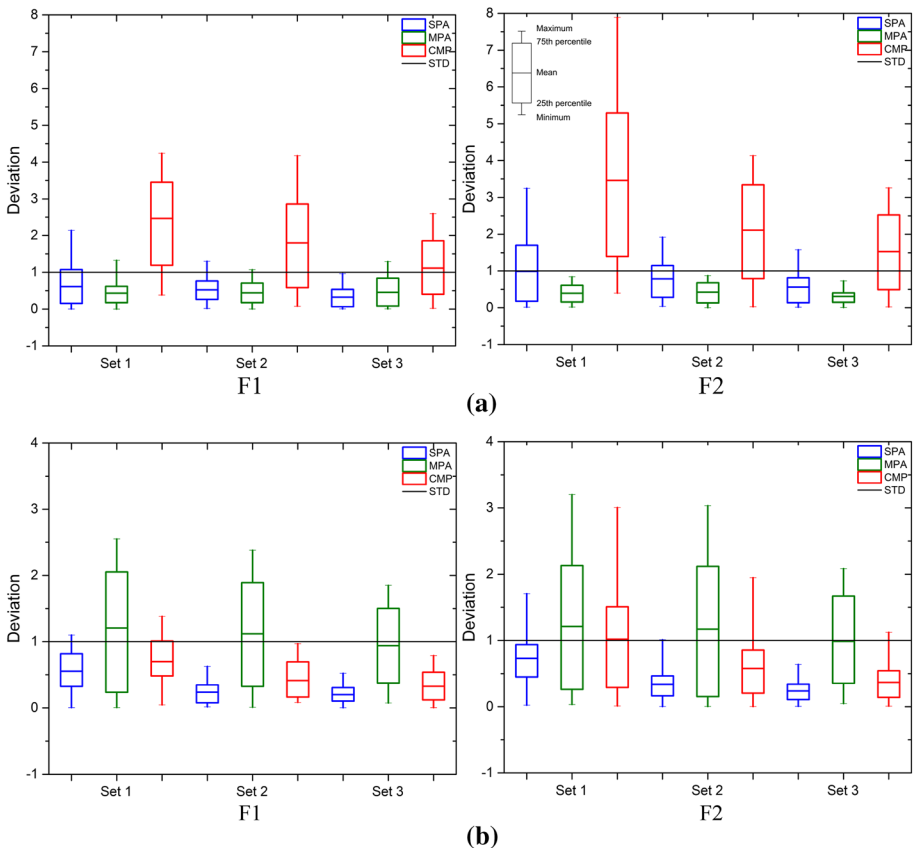 8
7
6
5
4
3
2
1
0
-1
Deviation
Set 1
Set 2
Set 3
SPA
MPA
CMP
STD
F1
8
7
6
5
4
3
2
1
0
-1
Deviation
Maximum
75th percentile
Mean
25th percentile
Minimum
Set 1
Set 2
Set 3
SPA
MPA
CMP
STD
F2
(a)
4
3
2
1
0
-1
Deviation
Set 1
Set 2
Set 3
SPA
MPA
CMP
STD
F1
4
3
2
1
0
-1
Deviation
Set 1
Set 2
Set 3
SPA
MPA
CMP
STD
F2
(b)